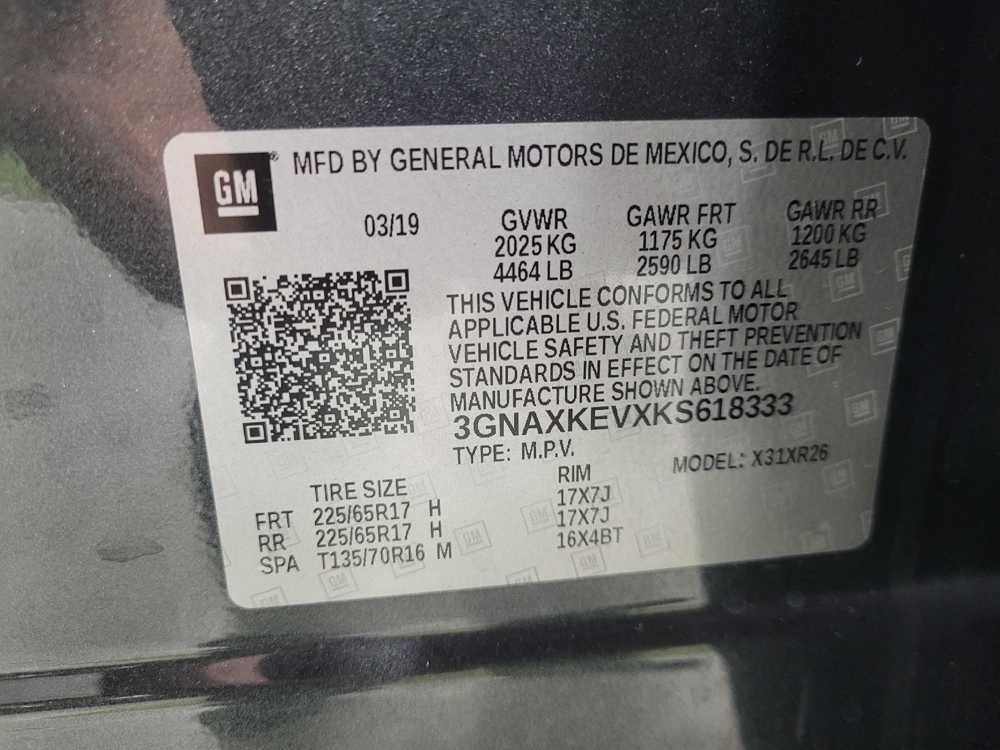 GM® MFD BY GENERAL MOTORS DE MEXICO, S. DE R.L. DE C.V.
03/19 GVWR GAWR FRT GAWR RR
2025 KG 1175 KG 1200 KG
4464 LB 2590 LB 2645 LB
THIS VEHICLE CONFORMS TO ALL
APPLICABLE U.S. FEDERAL MOTOR
VEHICLE SAFETY AND THEFT PREVENTION
STANDARDS IN EFFECT ON THE DATE OF
MANUFACTURE SHOWN ABOVE.
3GNAXKEVXKS618333
TYPE: M.P.V. MODEL: X31XR26
TIRE SIZE RIM
FRT 225/65R17 H 17X7J
RR 225/65R17 H 17X7J
SPA T135/70R16 M 16X4BT